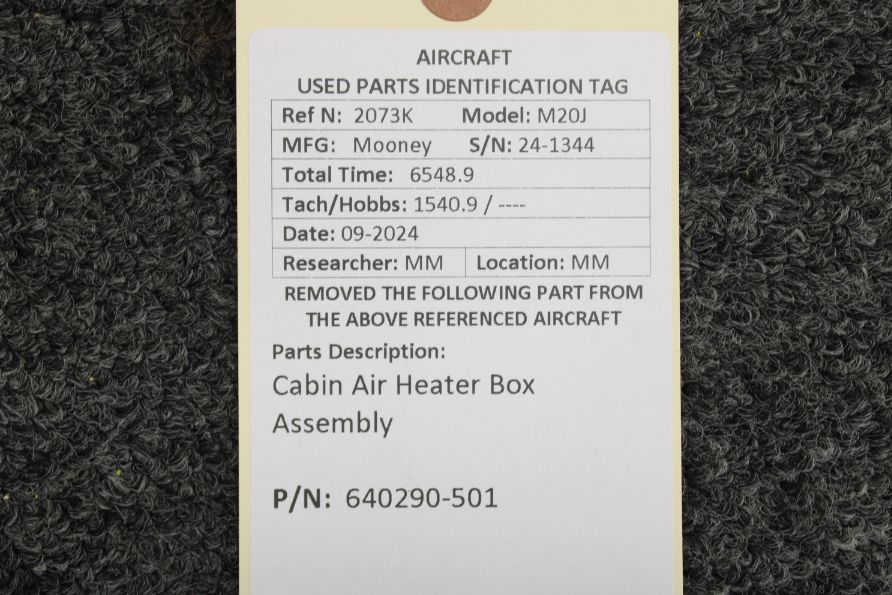 AIRCRAFT
USED PARTS IDENTIFICATION TAG
Ref N: 2073K Model: M20J
MFG: Mooney S/N: 24-1344
Total Time: 6548.9
Tach/Hobbs: 1540.9 / ----
Date: 09-2024
Researcher: MM Location: MM
REMOVED THE FOLLOWING PART FROM
THE ABOVE REFERENCED AIRCRAFT
Parts Description:
Cabin Air Heater Box
Assembly
P/N: 640290-501